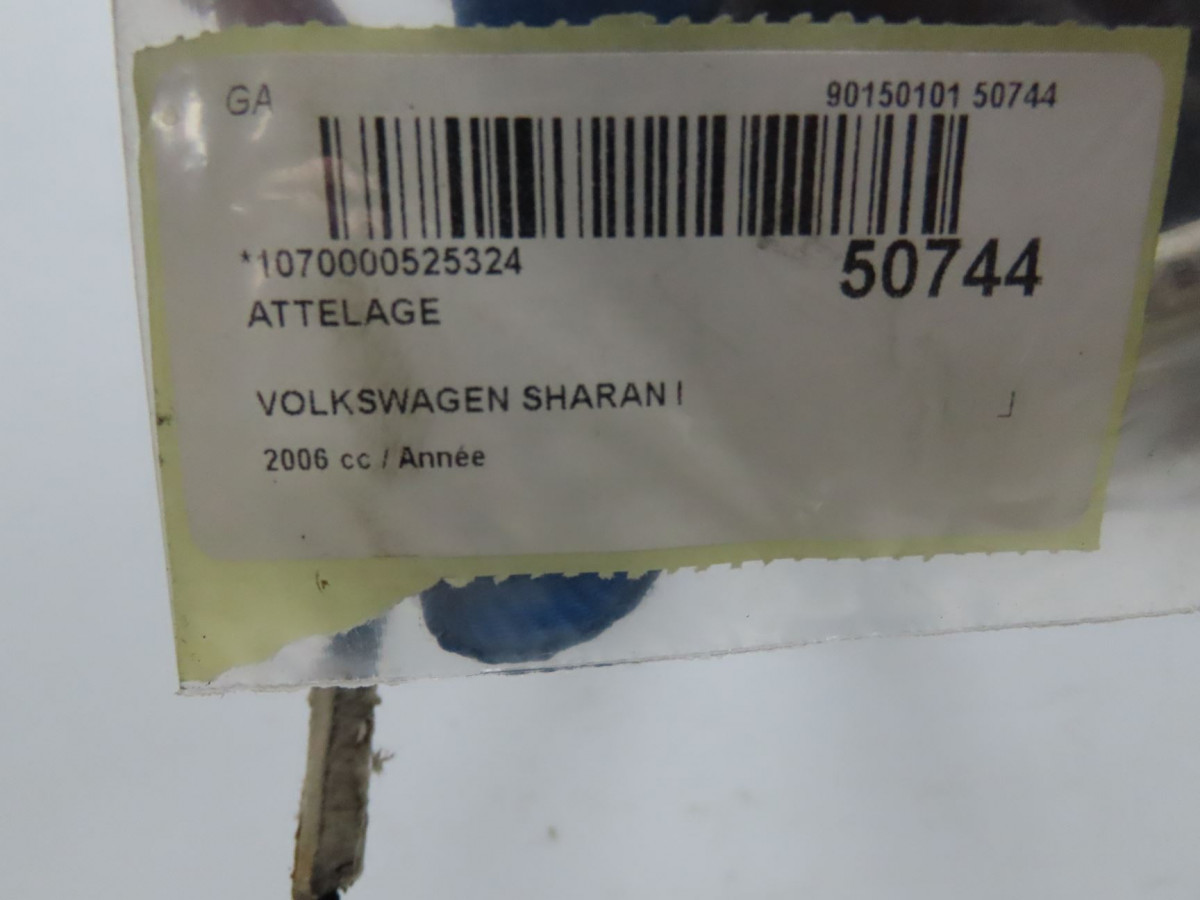 GA 90150101 50744
*1070000525324 50744
ATTELAGE
VOLKSWAGEN SHARAN I
2006 cc / Année